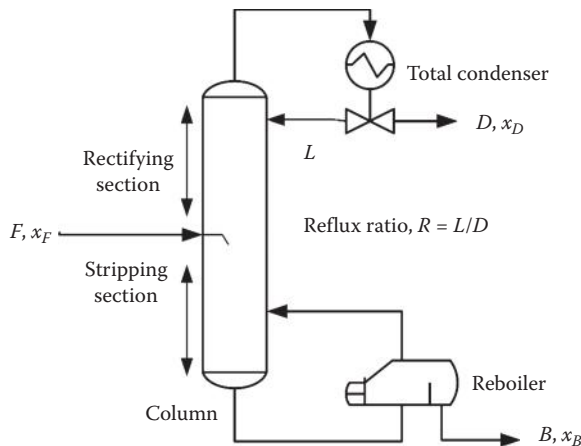 Total condenser
D, x_D
L
Rectifying
section
F, x_F
Reflux ratio, R = L/D
Stripping
section
Reboiler
Column
B, x_B